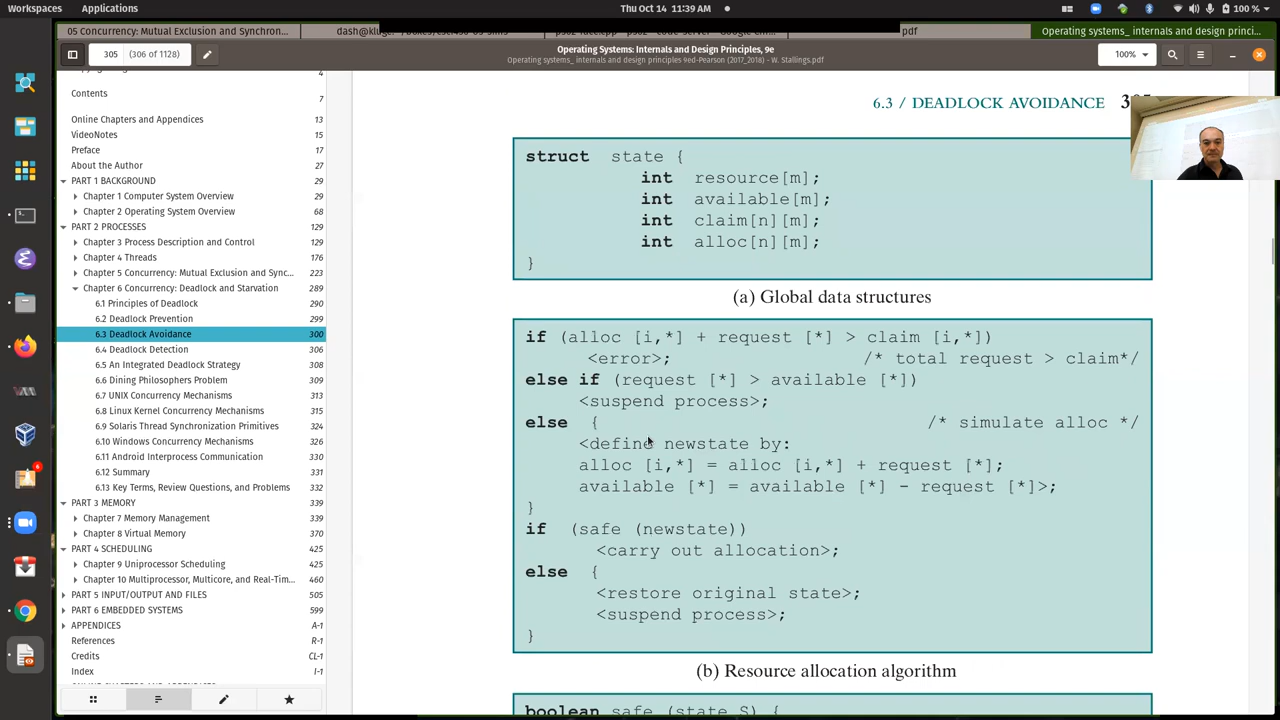 Workspaces Applications Thu Oct 14 11:39 AM 100 %
05 Concurrency: Mutual Exclusion and Synchron... pdf Operating systems_ internals and design princi...
305 (306 of 1128) Operating Systems: Internals and Design Principles, 9e 100%
Operating systems_ internals and design principles 9ed-Pearson (2017_2018) - W. Stallings.pdf
4
Contents 7
Online Chapters and Appendices 13
VideoNotes 15
Preface 17
About the Author 27
PART 1 BACKGROUND 29
Chapter 1 Computer System Overview 29
Chapter 2 Operating System Overview 68
PART 2 PROCESSES 129
Chapter 3 Process Description and Control 129
Chapter 4 Threads 176
Chapter 5 Concurrency: Mutual Exclusion and Sync... 223
Chapter 6 Concurrency: Deadlock and Starvation 289
6.1 Principles of Deadlock 290
6.2 Deadlock Prevention 299
6.3 Deadlock Avoidance 300
6.4 Deadlock Detection 306
6.5 An Integrated Deadlock Strategy 308
6.6 Dining Philosophers Problem 309
6.7 UNIX Concurrency Mechanisms 313
6.8 Linux Kernel Concurrency Mechanisms 315
6.9 Solaris Thread Synchronization Primitives 324
6.10 Windows Concurrency Mechanisms 326
6.11 Android Interprocess Communication 330
6.12 Summary 331
6.13 Key Terms, Review Questions, and Problems 332
PART 3 MEMORY 339
Chapter 7 Memory Management 339
Chapter 8 Virtual Memory 370
PART 4 SCHEDULING 425
Chapter 9 Uniprocessor Scheduling 425
Chapter 10 Multiprocessor, Multicore, and Real-Tim... 460
PART 5 INPUT/OUTPUT AND FILES 505
PART 6 EMBEDDED SYSTEMS 599
APPENDICES A-1
References R-1
Credits CL-1
Index I-1
6.3 / DEADLOCK AVOIDANCE
struct state {
int resource[m];
int available[m];
int claim[n][m];
int alloc[n][m];
}
(a) Global data structures
if (alloc [i,*] + request [*] > claim [i,*])
<error>; /* total request > claim*/
else if (request [*] > available [*])
<suspend process>;
else { /* simulate alloc */
<define newstate by:
alloc [i,*] = alloc [i,*] + request [*];
available [*] = available [*] - request [*]>;
}
if (safe (newstate))
<carry out allocation>;
else {
<restore original state>;
<suspend process>;
}
(b) Resource allocation algorithm
boolean safe (state S) {